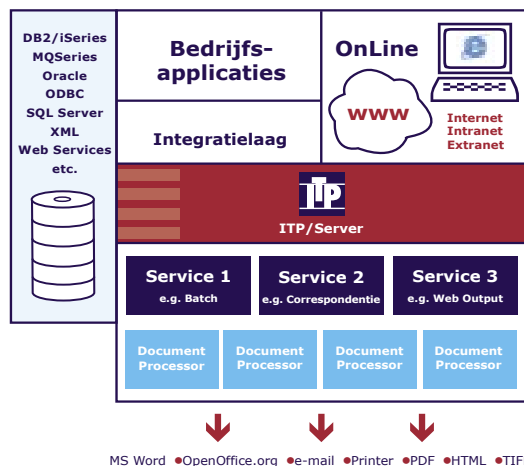 DB2/iSeries
MQSeries
Oracle
ODBC
SQL Server
XML
Web Services
etc.
Bedrijfs-
applicaties
Integratielaag
OnLine
www
Internet
Intranet
Extranet
ITP
ITP/Server
Service 1
e.g. Batch
Service 2
e.g. Correspondentie
Service 3
e.g. Web Output
Document
Processor
Document
Processor
Document
Processor
Document
Processor
MS Word •OpenOffice.org •e-mail •Printer •PDF •HTML •TIF